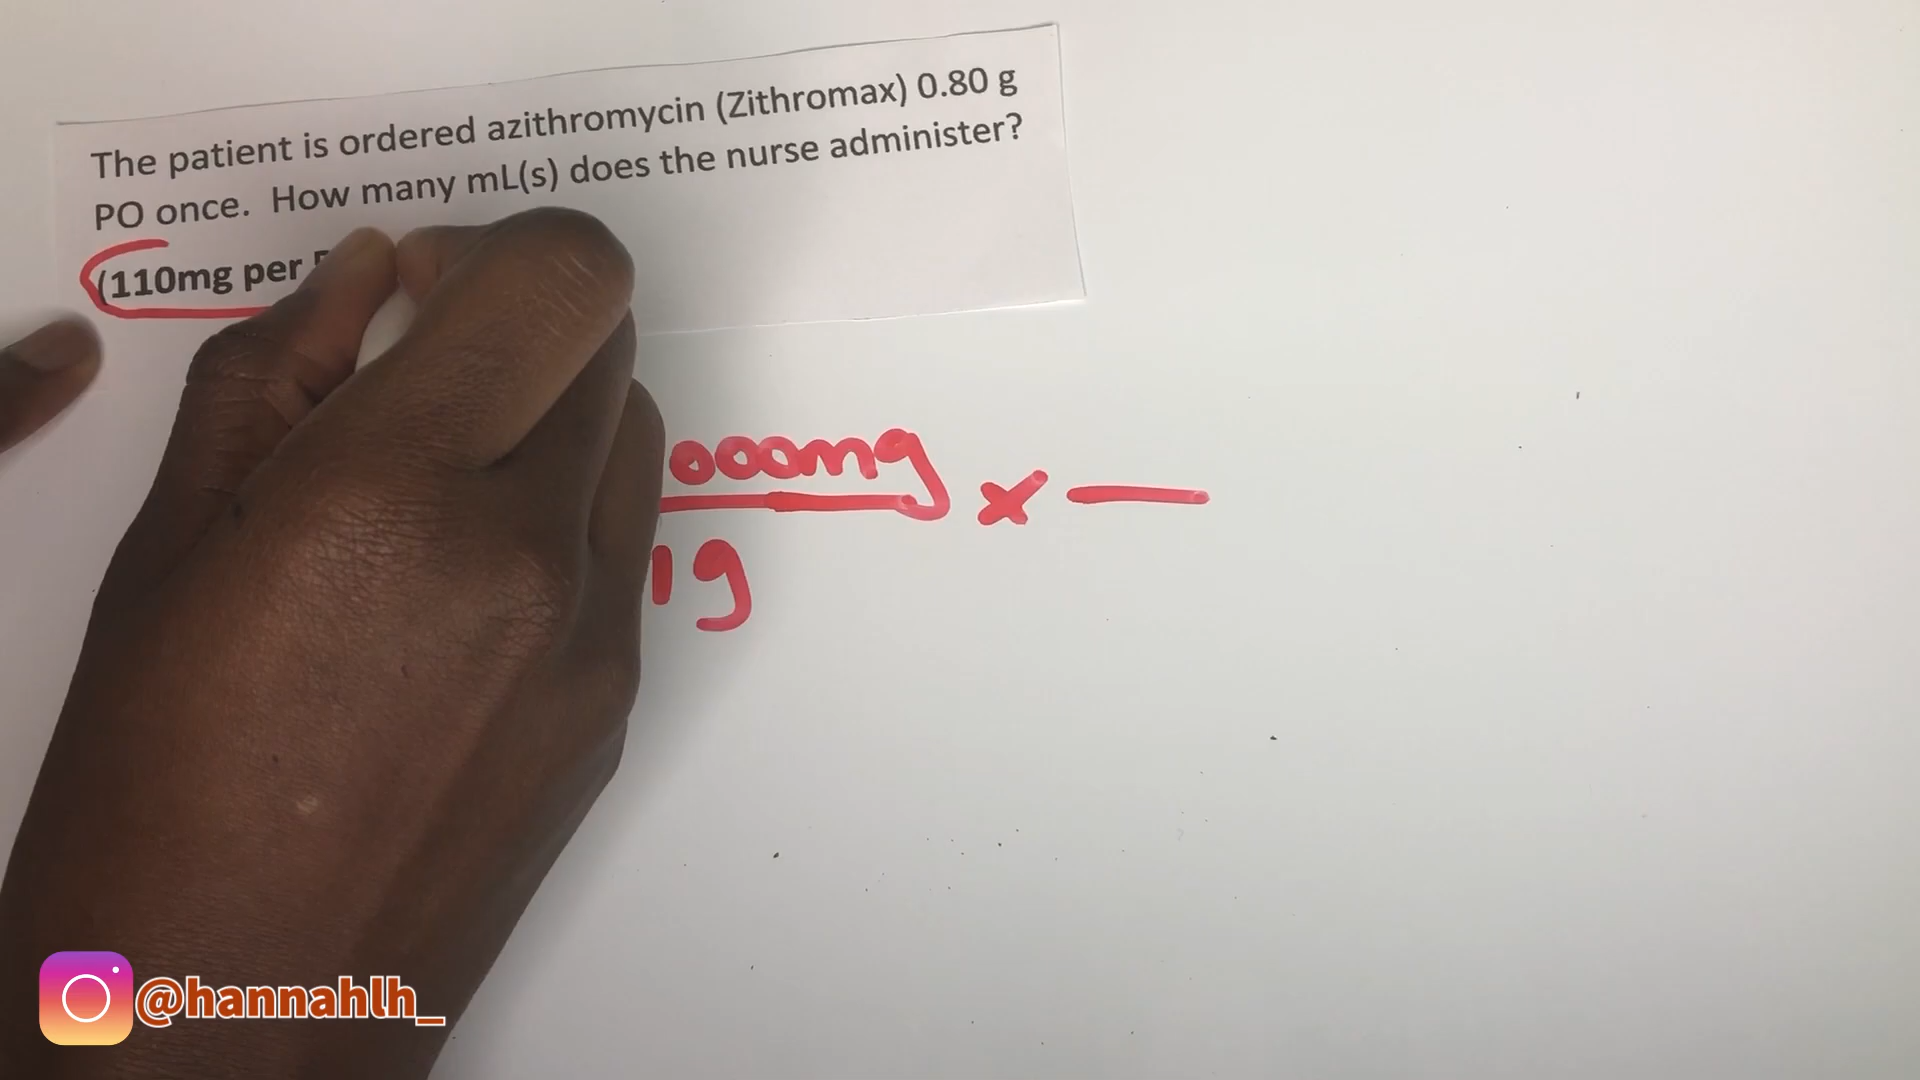 The patient is ordered azithromycin (Zithromax) 0.80 g
PO once. How many mL(s) does the nurse administer?
(110mg per
000mg
x
1g
@hannahlh_